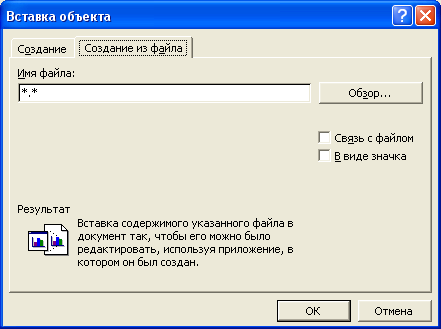 Вставка объекта
Создание
Создание из файла
Имя файла:
*.*
Обзор...
Связь с файлом
В виде значка
Результат
Вставка содержимого указанного файла в
документ так, чтобы его можно было
редактировать, используя приложение, в
котором он был создан.
ОК
Отмена